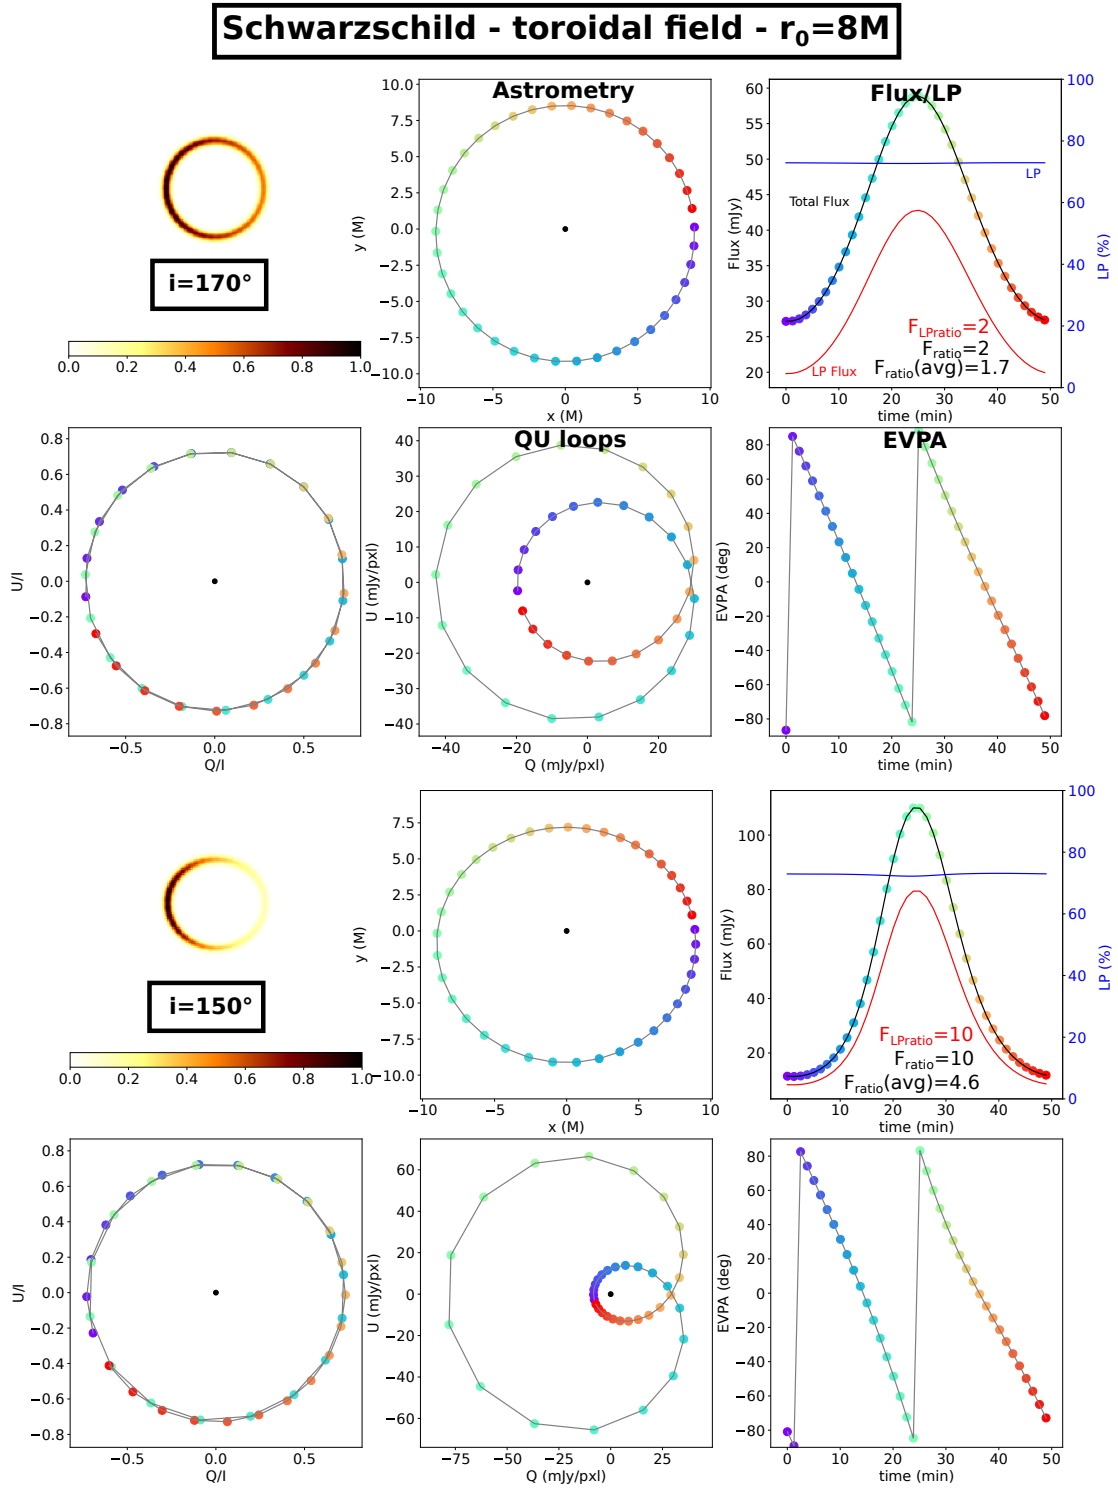 Schwarzschild - toroidal field - r₀=8M
Astrometry
Flux/LP
i=170°
0.0 0.2 0.4 0.6 0.8 1.0
10.0
7.5
5.0
2.5
0.0
−2.5
−5.0
−7.5
−10.0
y (M)
−10 −5 0 5 10
x (M)
60
55
50
45
40
35
30
25
20
Flux (mJy)
Total Flux
LP
LP Flux
F_LPratio=2
F_ratio=2
F_ratio(avg)=1.7
100
80
60
40
20
0
LP (%)
0 10 20 30 40 50
time (min)
QU loops
EVPA
0.8
0.6
0.4
0.2
0.0
−0.2
−0.4
−0.6
−0.8
U/I
−0.5 0.0 0.5
Q/I
40
30
20
10
0
−10
−20
−30
−40
U (mJy/pxl)
−40 −20 0 20
Q (mJy/pxl)
80
60
40
20
0
−20
−40
−60
−80
EVPA (deg)
0 10 20 30 40 50
time (min)
i=150°
0.0 0.2 0.4 0.6 0.8 1.0
7.5
5.0
2.5
0.0
−2.5
−5.0
−7.5
−10.0
y (M)
−10 −5 0 5 10
x (M)
100
80
60
40
20
Flux (mJy)
F_LPratio=10
F_ratio=10
F_ratio(avg)=4.6
100
80
60
40
20
0
LP (%)
0 10 20 30 40 50
time (min)
0.8
0.6
0.4
0.2
0.0
−0.2
−0.4
−0.6
−0.8
U/I
−0.5 0.0 0.5
Q/I
60
40
20
0
−20
−40
−60
U (mJy/pxl)
−75 −50 −25 0 25
Q (mJy/pxl)
80
60
40
20
0
−20
−40
−60
−80
EVPA (deg)
0 10 20 30 40 50
time (min)